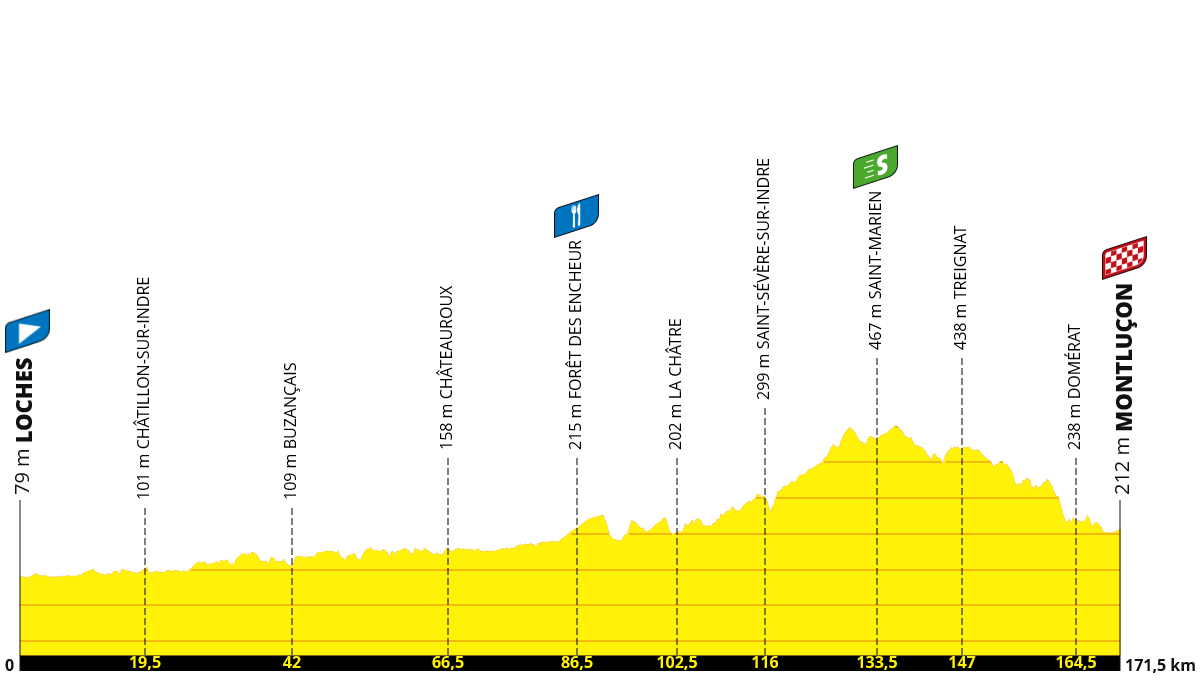 79 m LOCHES
101 m CHÂTILLON-SUR-INDRE
109 m BUZANÇAIS
158 m CHÂTEAUROUX
215 m FORÊT DES ENCHEUR
202 m LA CHÂTRE
299 m SAINT-SÉVÈRE-SUR-INDRE
S
467 m SAINT-MARIEN
438 m TREIGNAT
238 m DOMÉRAT
212 m MONTLUÇON
0
19,5
42
66,5
86,5
102,5
116
133,5
147
164,5
171,5 km